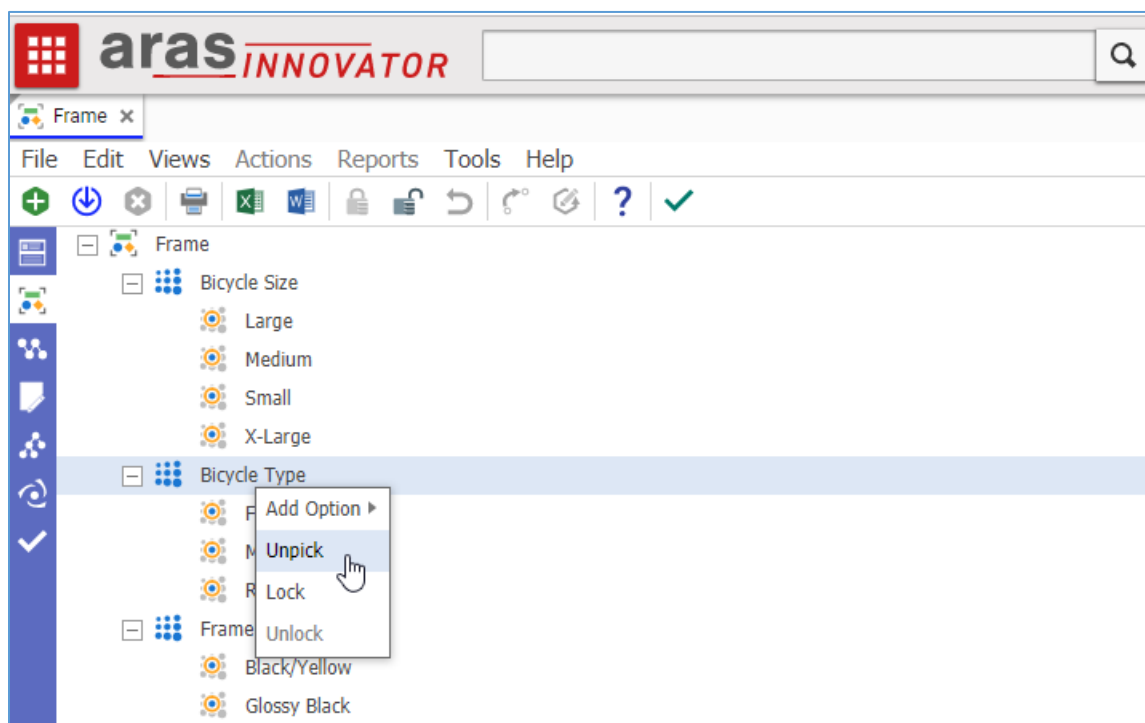 aras INNOVATOR
Frame
File Edit Views Actions Reports Tools Help
Frame
Bicycle Size
Large
Medium
Small
X-Large
Bicycle Type
Add Option
F
Unpick
M
Lock
R
Unlock
Frame
Black/Yellow
Glossy Black